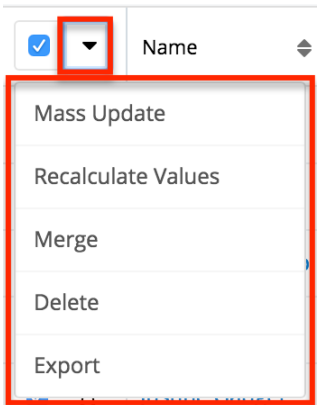 Name
Mass Update
Recalculate Values
Merge
Delete
Export